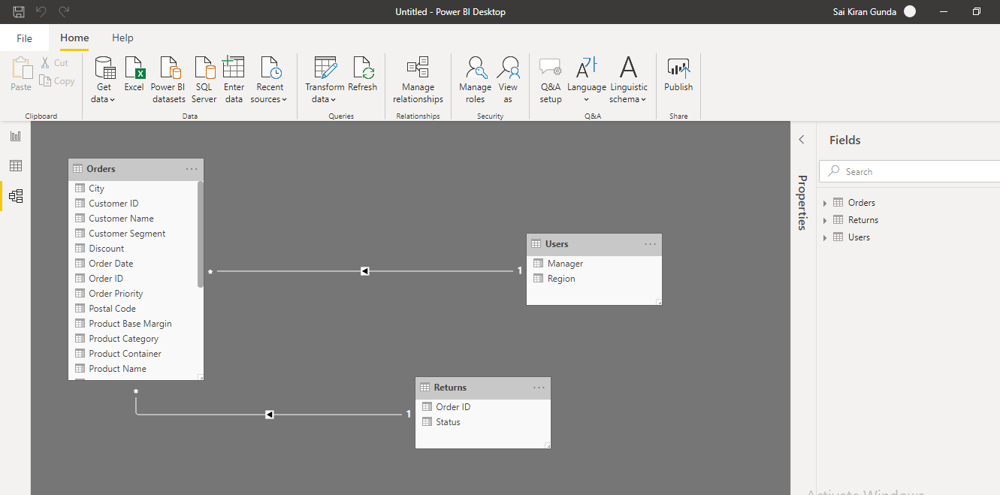 Untitled - Power BI Desktop
Sai Kiran Gunda
File
Home
Help
Paste
Cut
Copy
Get data
Excel
Power BI datasets
SQL Server
Enter data
Recent sources
Transform data
Refresh
Manage relationships
Manage roles
View as
Q&A setup
Language
Linguistic schema
Publish
Clipboard
Data
Queries
Relationships
Security
Q&A
Share
Orders
City
Customer ID
Customer Name
Customer Segment
Discount
Order Date
Order ID
Order Priority
Postal Code
Product Base Margin
Product Category
Product Container
Product Name
*
1
Users
Manager
Region
*
1
Returns
Order ID
Status
Properties
Fields
Search
Orders
Returns
Users
Activate Windows